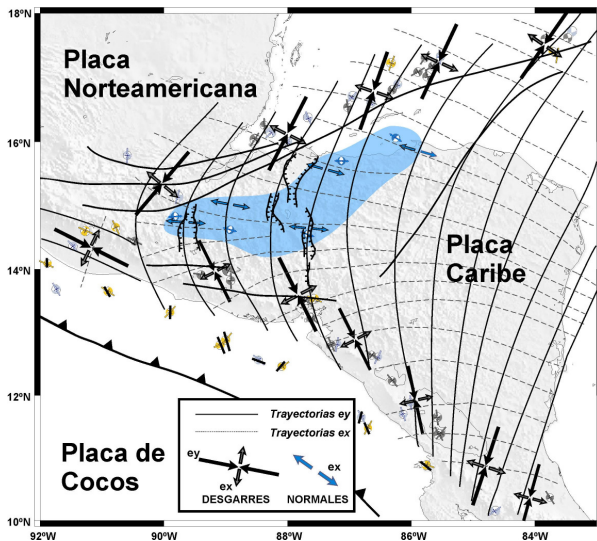 18°N
16°N
14°N
12°N
10°N
92°W
90°W
88°W
86°W
84°W
Placa
Norteamericana
Placa
Caribe
Placa de
Cocos
Trayectorias ey
Trayectorias ex
ey
ex
ex
DESGARRES
NORMALES